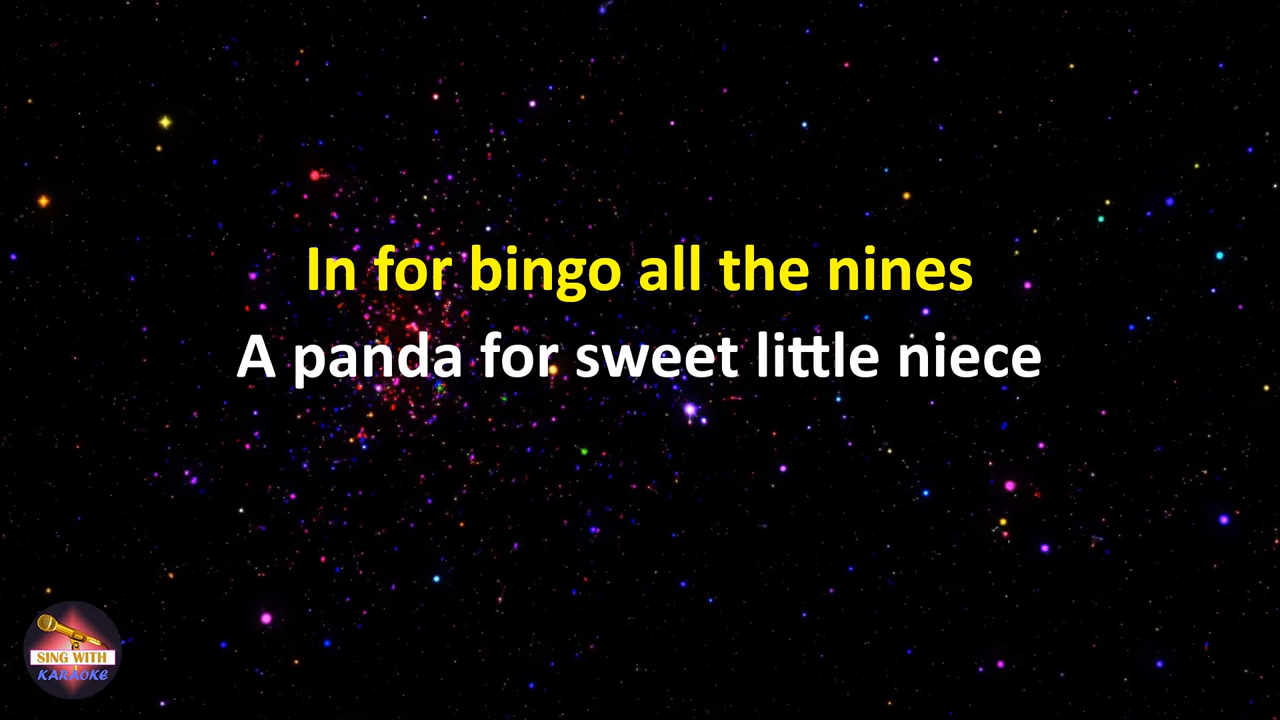 In for bingo all the nines
A panda for sweet little niece
SING WITH
KARAOKE